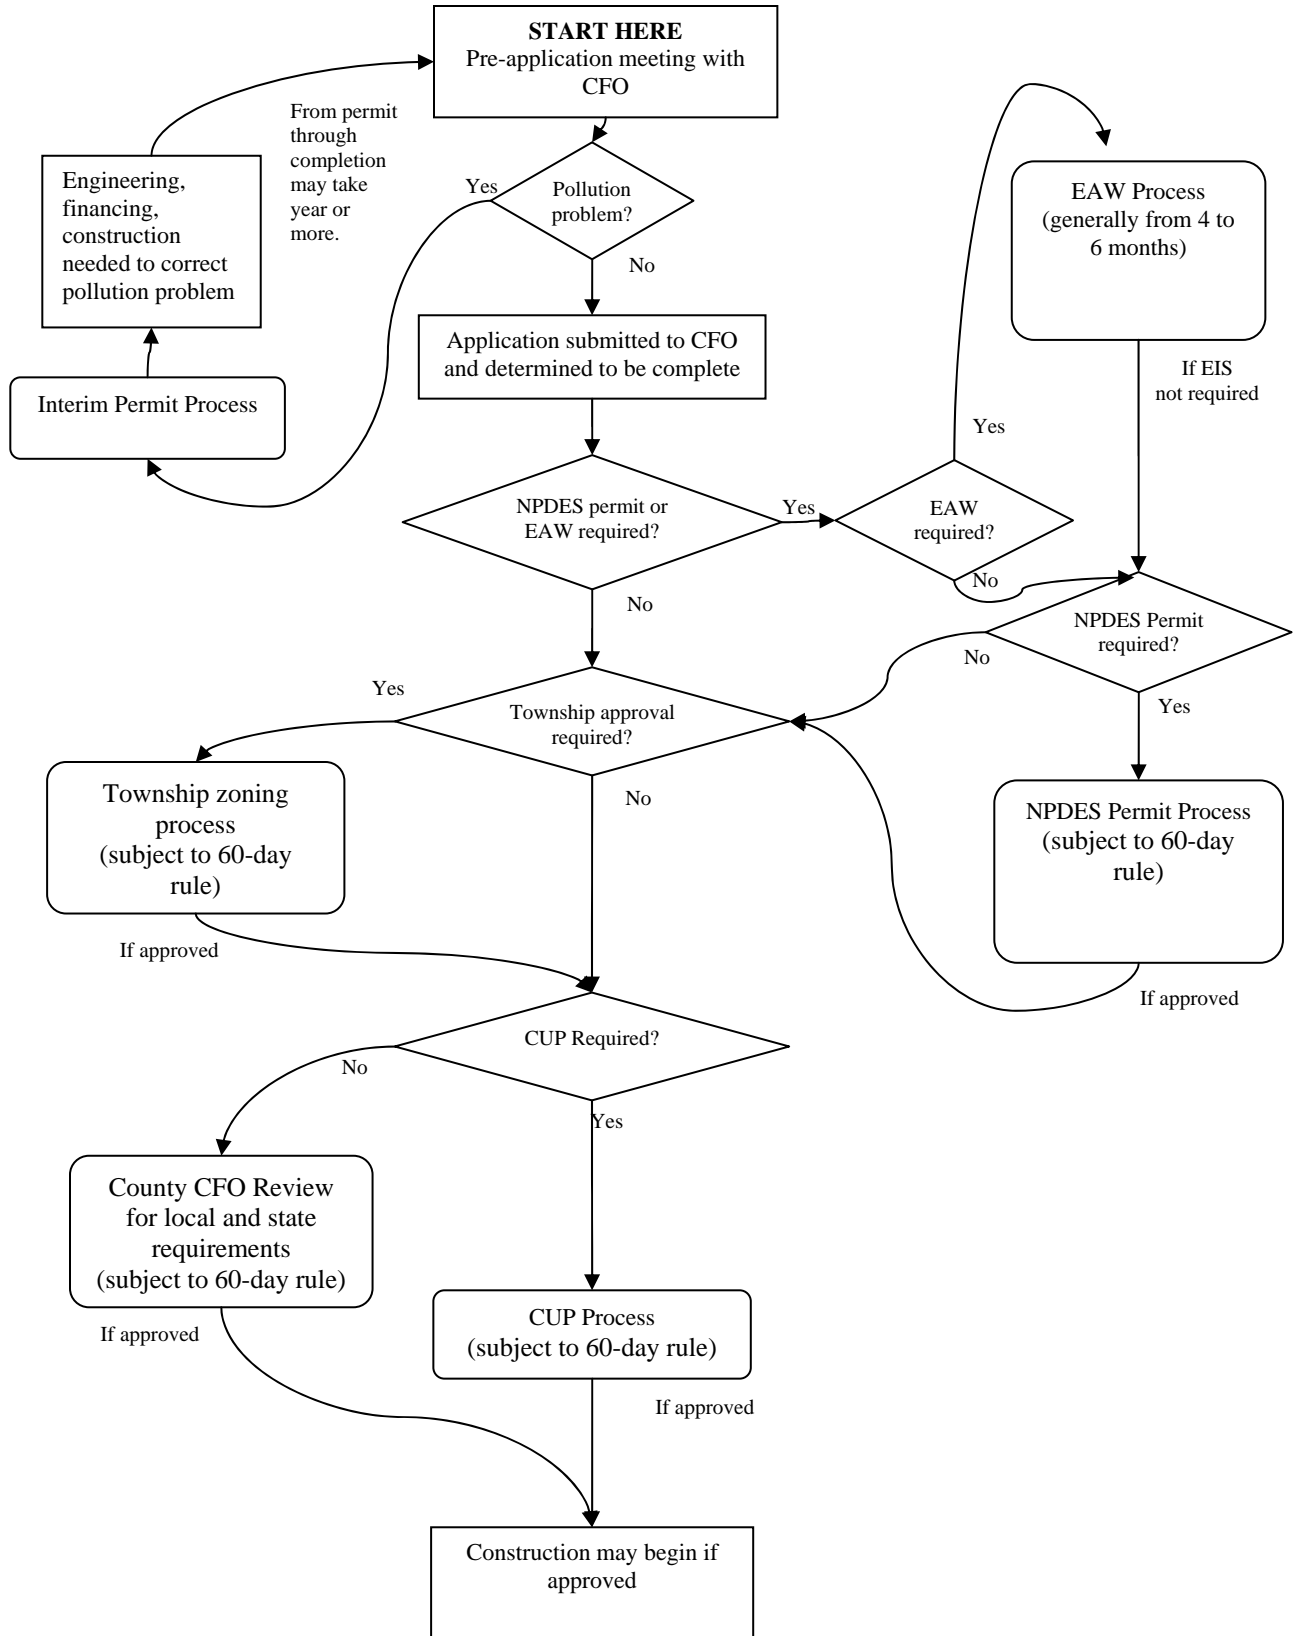 START HERE
Pre-application meeting with
CFO
From permit
through
completion
may take
year or
more.
Engineering,
financing,
construction
needed to correct
pollution problem
Yes
Pollution
problem?
No
EAW Process
(generally from 4 to
6 months)
Application submitted to CFO
and determined to be complete
Interim Permit Process
If EIS
not required
Yes
NPDES permit or
EAW required?
Yes
EAW
required?
No
No
NPDES Permit
required?
No
Yes
Yes
Township approval
required?
No
Township zoning
process
(subject to 60-day
rule)
NPDES Permit Process
(subject to 60-day
rule)
If approved
If approved
CUP Required?
No
Yes
County CFO Review
for local and state
requirements
(subject to 60-day rule)
If approved
CUP Process
(subject to 60-day rule)
If approved
Construction may begin if
approved